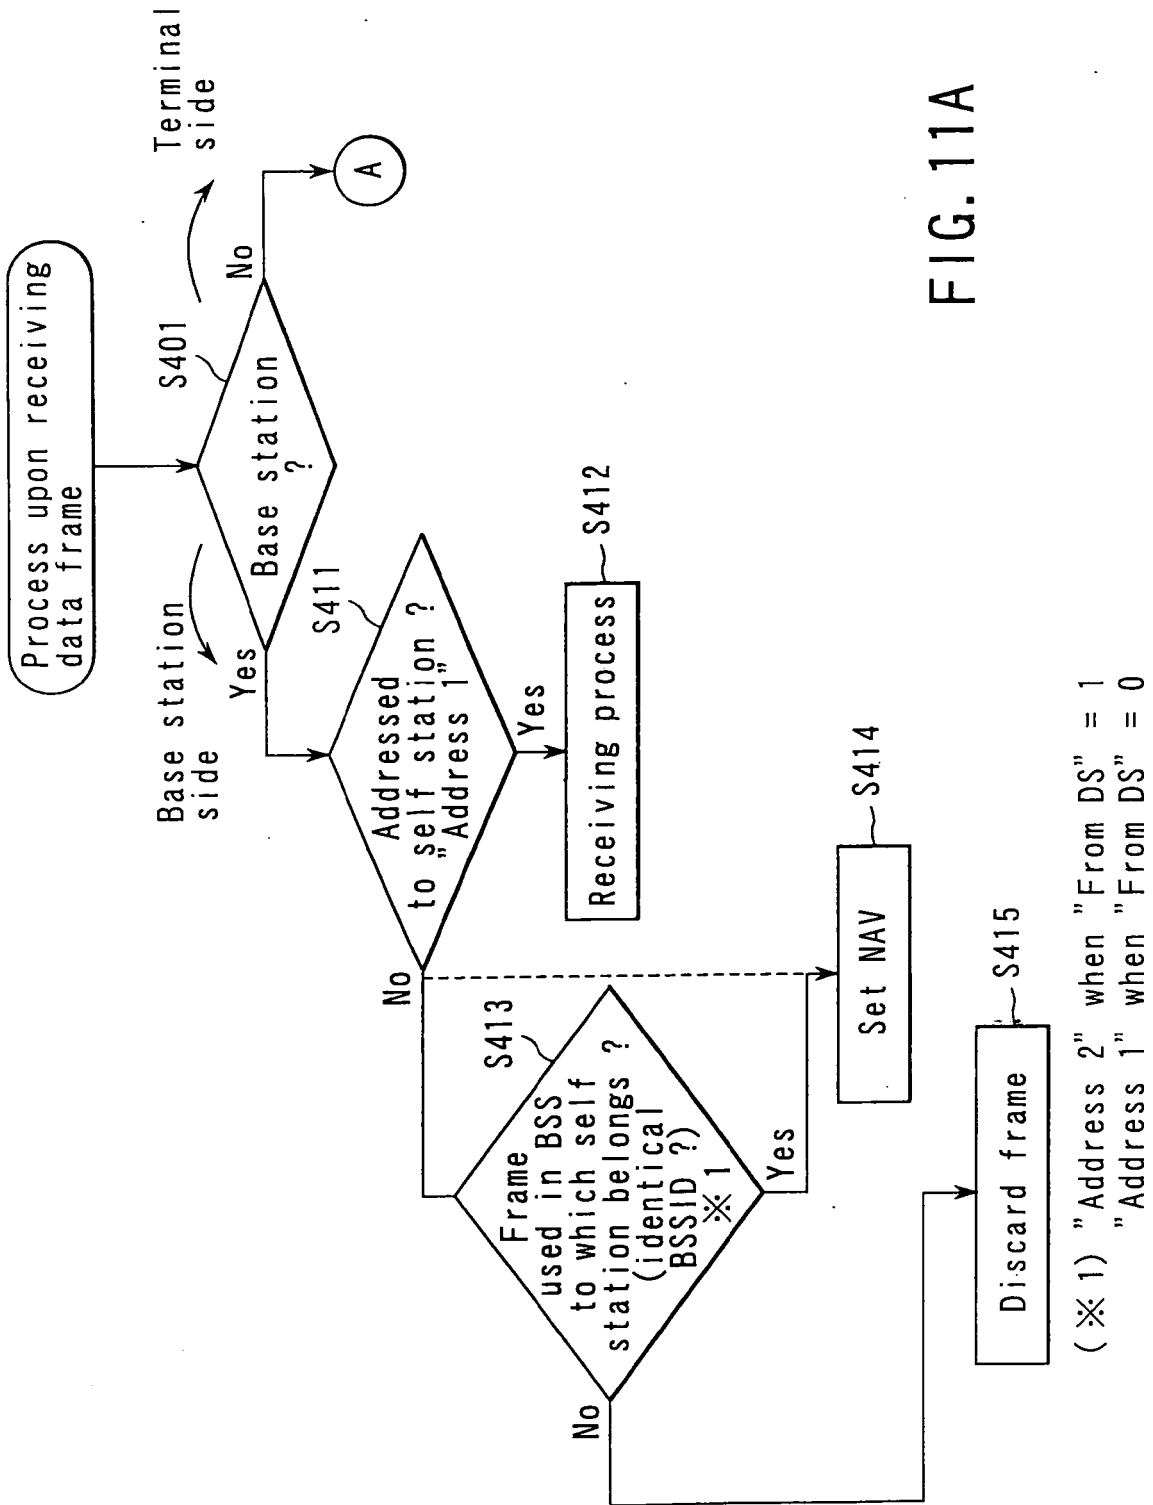 Process upon receiving
data frame
Base station
side
Terminal
side
S401
Base station
?
Yes
No
A
S411
Addressed
to "self station ?
Address 1"
No
Yes
Receiving process
S412
S413
Frame
used in BSS
to which self
station belongs ?
(identical
BSSID ?)
※1
No
Yes
Set NAV
S414
Discard frame
S415
(※1) "Address 2" when "From DS" = 1
"Address 1" when "From DS" = 0
FIG. 11A